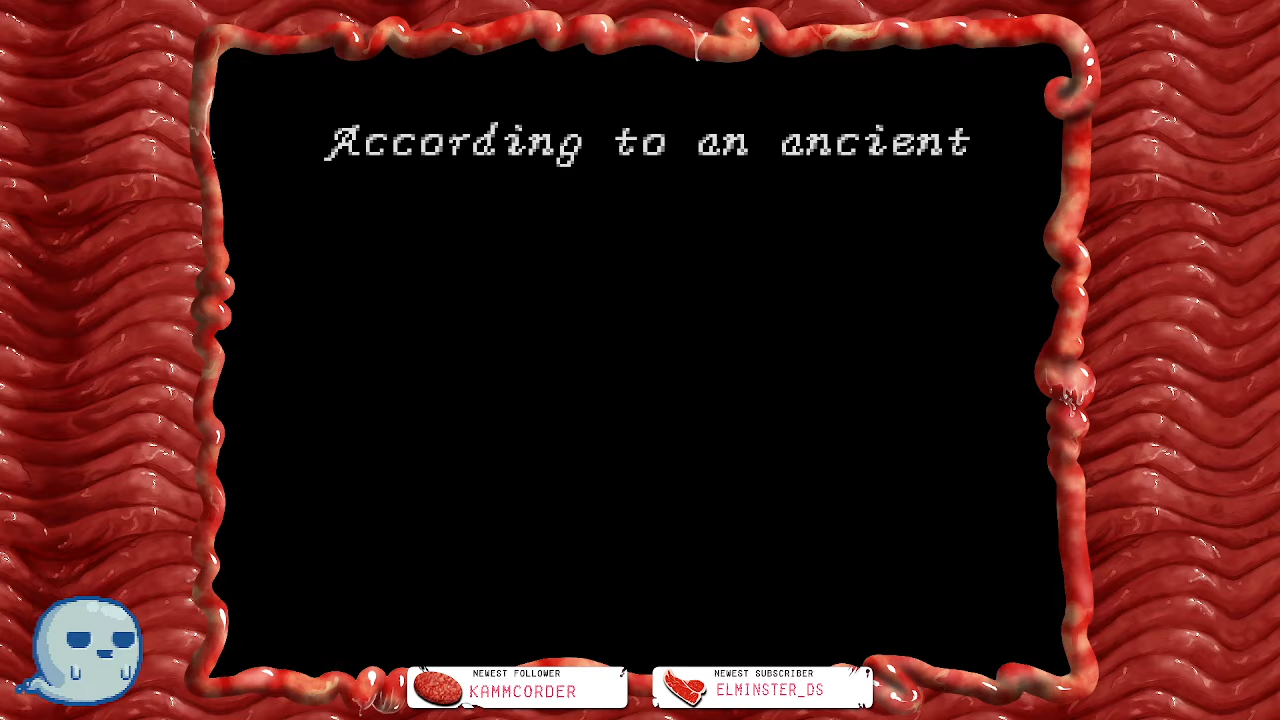 According to an ancient
NEWEST FOLLOWER
KAMMCORDER
NEWEST SUBSCRIBER
ELMINSTER_DS